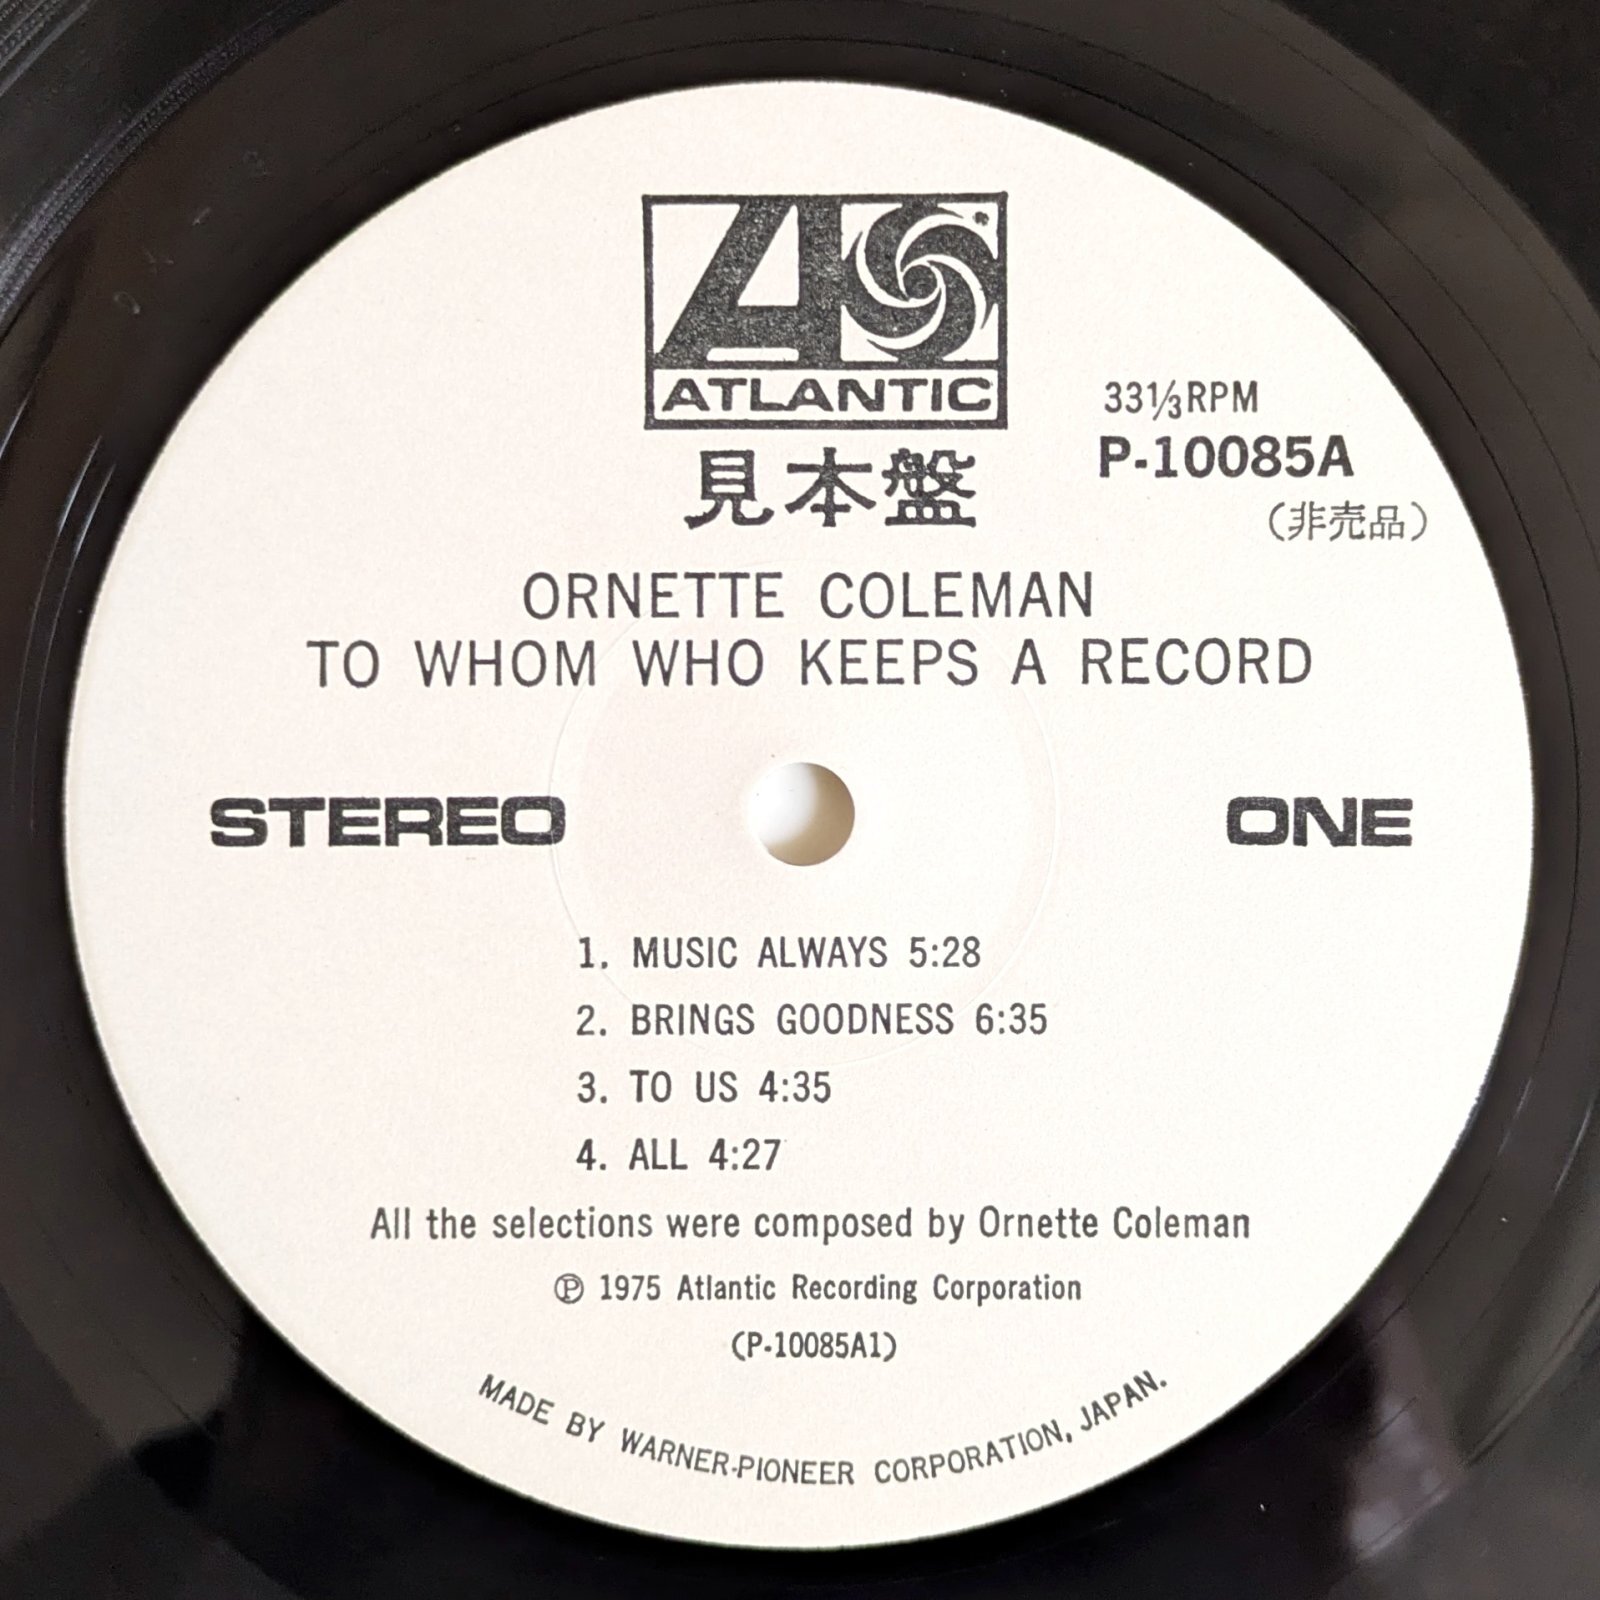 ATLANTIC
33⅓RPM
P-10085A
見本盤
(非売品)
ORNETTE COLEMAN
TO WHOM WHO KEEPS A RECORD
STEREO
ONE
1. MUSIC ALWAYS 5:28
2. BRINGS GOODNESS 6:35
3. TO US 4:35
4. ALL 4:27
All the selections were composed by Ornette Coleman
℗ 1975 Atlantic Recording Corporation
(P-10085A1)
MADE BY WARNER-PIONEER CORPORATION, JAPAN.